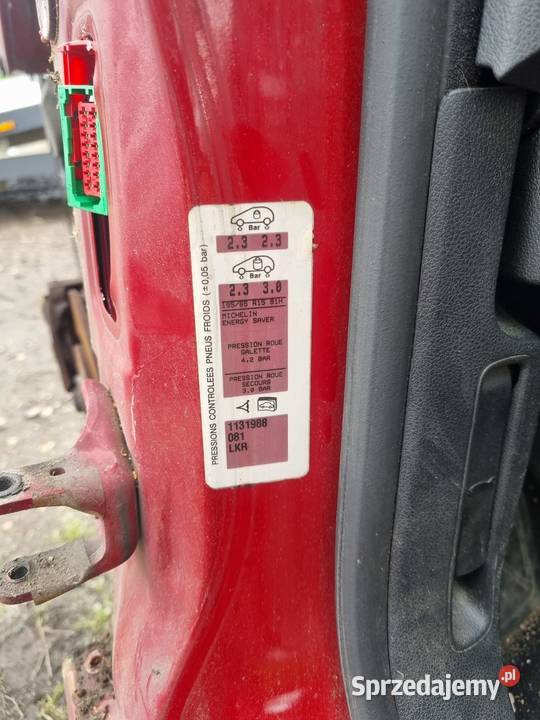 PRESSIONS CONTROLEES PNEUS FROIDS (±0,05 bar)
Bar
2.3 2.3
Bar
2.3 3.0
195/65 R15 91H
MICHELIN
ENERGY SAVER
PRESSION ROUE
GALETTE
4.2 BAR
PRESSION ROUE
SECOURS
3.0 BAR
1131988
081
LKR
Sprzedajemy.pl